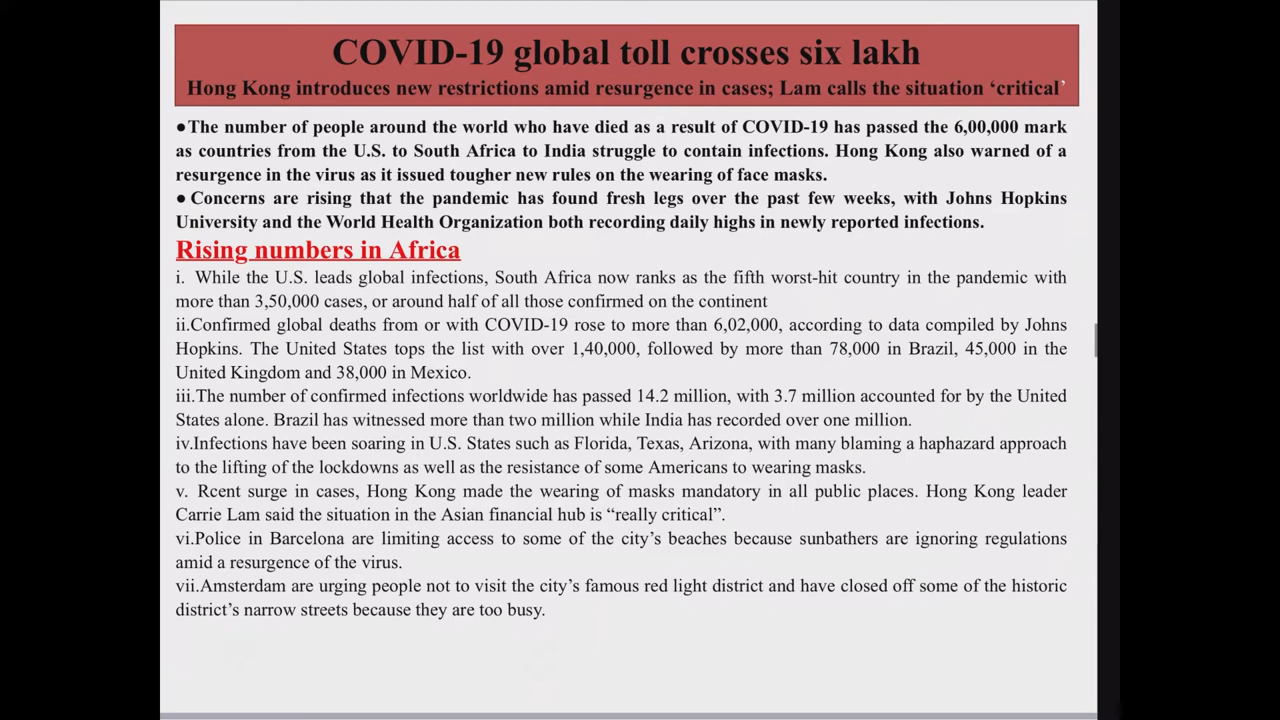 COVID-19 global toll crosses six lakh
Hong Kong introduces new restrictions amid resurgence in cases; Lam calls the situation ‘critical’
●The number of people around the world who have died as a result of COVID-19 has passed the 6,00,000 mark
as countries from the U.S. to South Africa to India struggle to contain infections. Hong Kong also warned of a
resurgence in the virus as it issued tougher new rules on the wearing of face masks.
● Concerns are rising that the pandemic has found fresh legs over the past few weeks, with Johns Hopkins
University and the World Health Organization both recording daily highs in newly reported infections.
Rising numbers in Africa
i. While the U.S. leads global infections, South Africa now ranks as the fifth worst-hit country in the pandemic with
more than 3,50,000 cases, or around half of all those confirmed on the continent
ii.Confirmed global deaths from or with COVID-19 rose to more than 6,02,000, according to data compiled by Johns
Hopkins. The United States tops the list with over 1,40,000, followed by more than 78,000 in Brazil, 45,000 in the
United Kingdom and 38,000 in Mexico.
iii.The number of confirmed infections worldwide has passed 14.2 million, with 3.7 million accounted for by the United
States alone. Brazil has witnessed more than two million while India has recorded over one million.
iv.Infections have been soaring in U.S. States such as Florida, Texas, Arizona, with many blaming a haphazard approach
to the lifting of the lockdowns as well as the resistance of some Americans to wearing masks.
v. Rcent surge in cases, Hong Kong made the wearing of masks mandatory in all public places. Hong Kong leader
Carrie Lam said the situation in the Asian financial hub is “really critical”.
vi.Police in Barcelona are limiting access to some of the city’s beaches because sunbathers are ignoring regulations
amid a resurgence of the virus.
vii.Amsterdam are urging people not to visit the city’s famous red light district and have closed off some of the historic
district’s narrow streets because they are too busy.